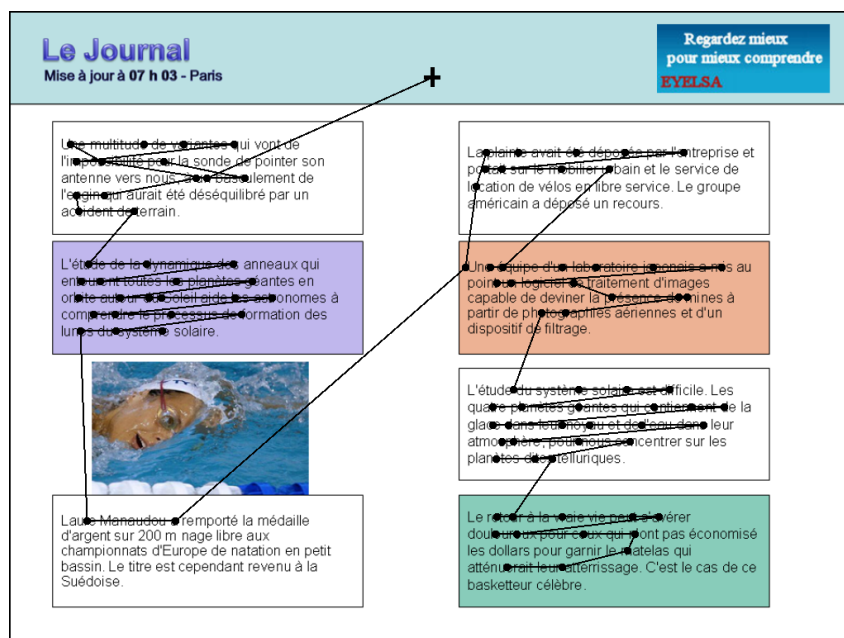 Le Journal
Mise à jour à 07 h 03 - Paris
Regardez mieux
pour mieux comprendre
EYELSA
Une multitude de variantes qui vont de
l'impossibilité pour la sonde de pointer son
antenne vers nous, à un basculement de
l'engin qui aurait été déséquilibré par un
accident de terrain.
L'étude de la dynamique des anneaux qui
entourent toutes les planètes géantes en
orbite autour du Soleil aide les astronomes à
comprendre le processus de formation des
lunes du système solaire.
Laure Manaudou a remporté la médaille
d'argent sur 200 m nage libre aux
championnats d'Europe de natation en petit
bassin. Le titre est cependant revenu à la
Suédoise.
La plainte avait été déposée par l'entreprise et
portait sur le mobilier urbain et le service de
location de vélos en libre service. Le groupe
américain a déposé un recours.
Une équipe d'un laboratoire japonais a mis au
point un logiciel de traitement d'images
capable de deviner la présence de mines à
partir de photographies aériennes et d'un
dispositif de filtrage.
L'étude du système solaire est difficile. Les
quatre planètes géantes qui contiennent de la
glace dans leur noyau et de l'eau dans leur
atmosphère, pour nous concentrer sur les
planètes dites telluriques.
Le retour à la vraie vie peut s'avérer
douloureux pour ceux qui n'ont pas économisé
les dollars pour garnir le matelas qui
atténuerait leur atterrissage. C'est le cas de ce
basketteur célèbre.